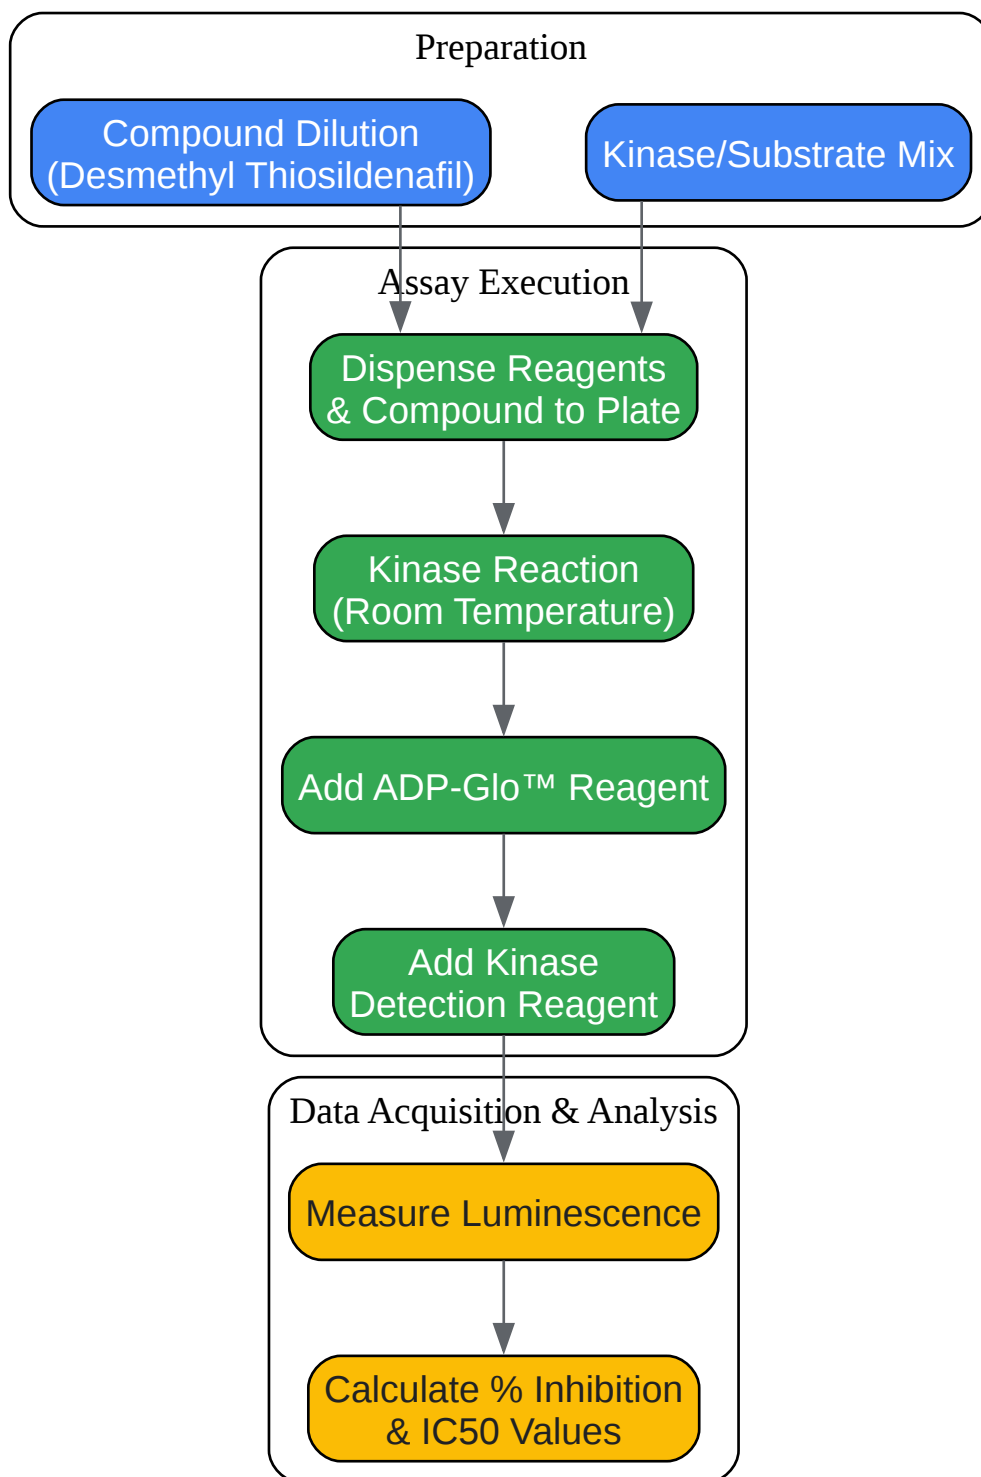 Preparation
Compound Dilution
(Desmethyl Thiosildenafil)
Kinase/Substrate Mix
Assay Execution
Dispense Reagents
& Compound to Plate
Kinase Reaction
(Room Temperature)
Add ADP-Glo™ Reagent
Add Kinase
Detection Reagent
Data Acquisition & Analysis
Measure Luminescence
Calculate % Inhibition
& IC50 Values